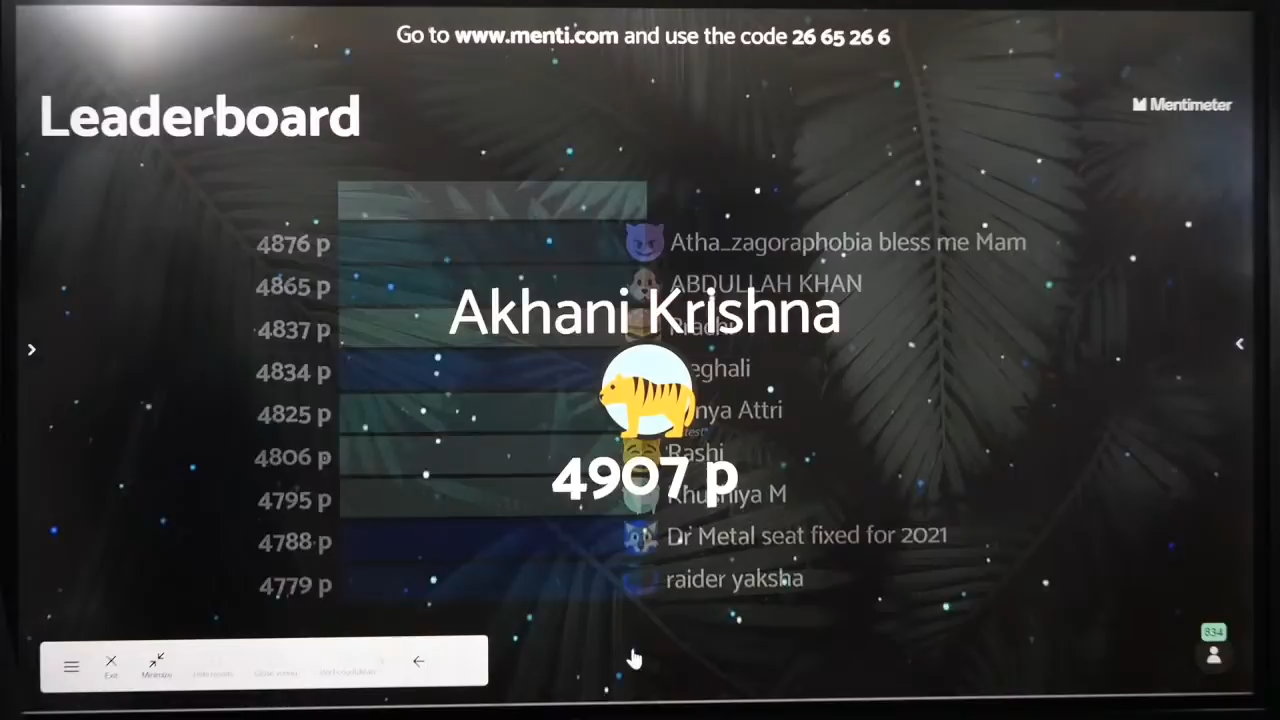 Go to www.menti.com and use the code 26 65 26 6
Leaderboard
Mentimeter
4876 p Atha_zagoraphobia bless me Mam
4865 p ABDULLAH KHAN
Akhani Krishna
4837 p
4834 p
4825 p Attri
4806 p Rashi
4907 p
4795 p M
4788 p Dr Metal seat fixed for 2021
4779 p raider yaksha
834
Exit Minimize